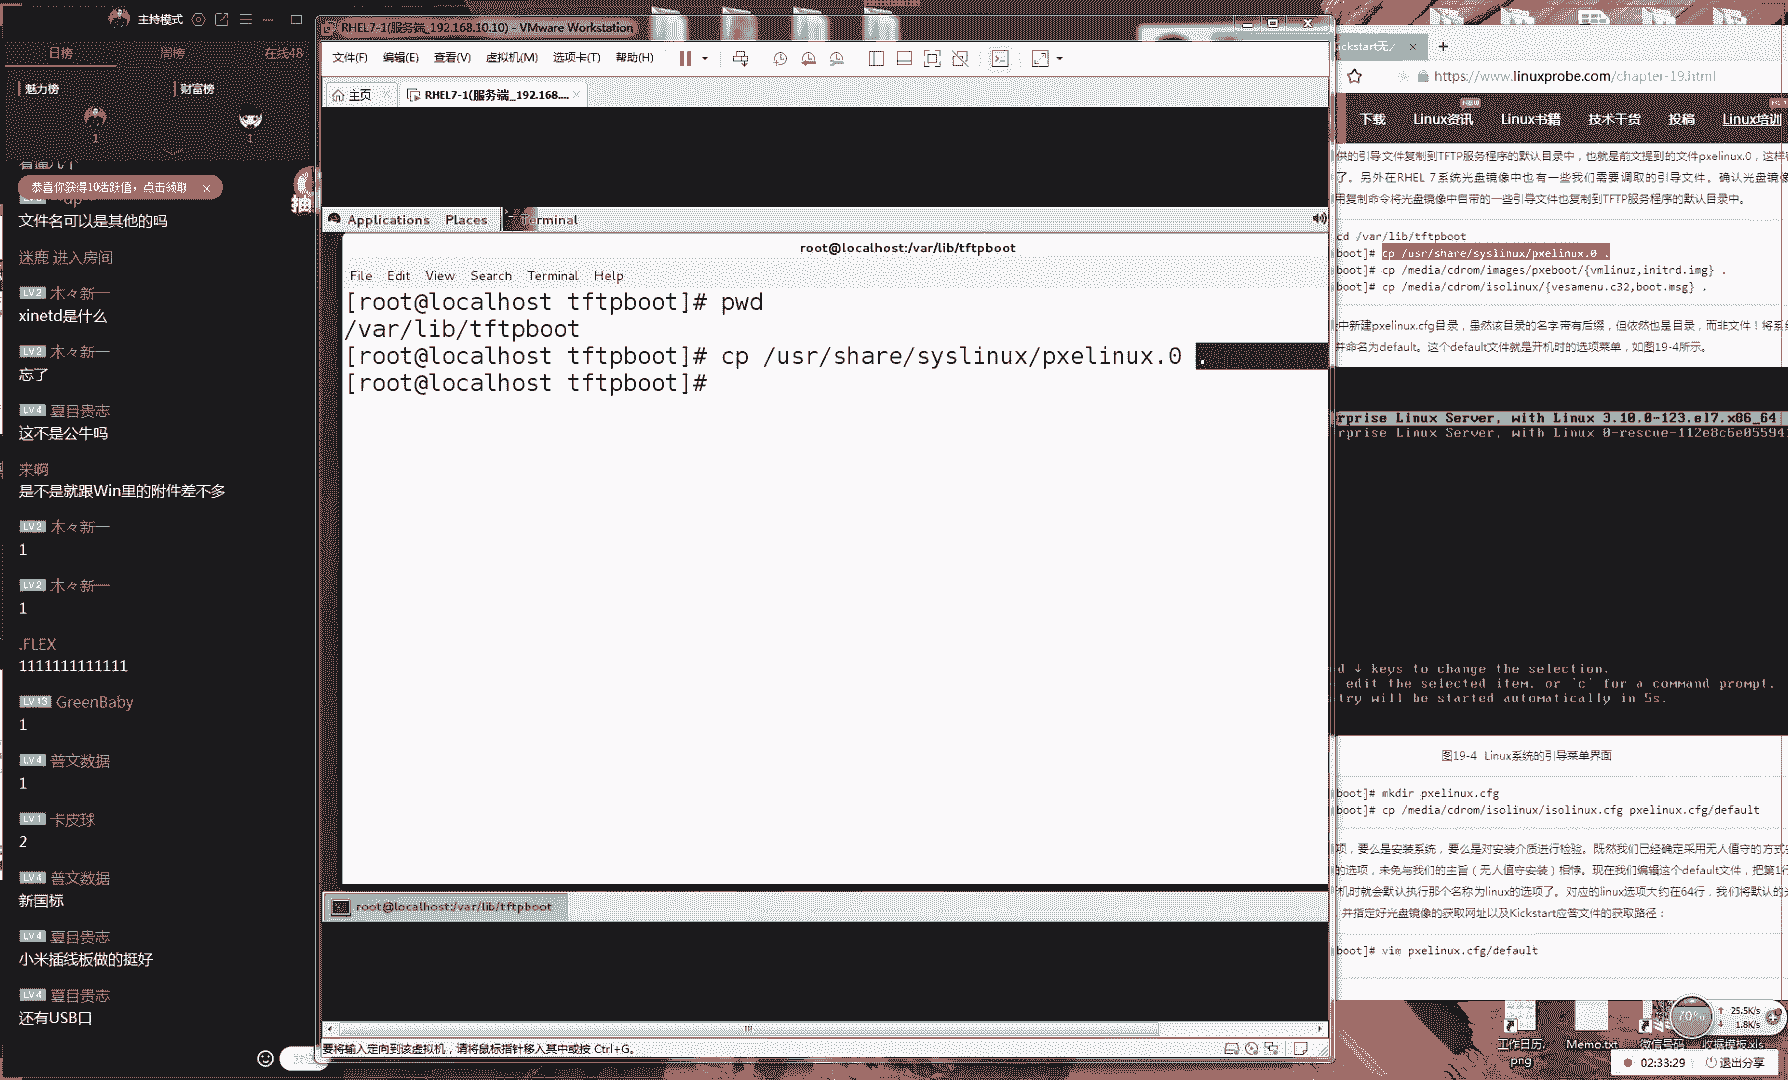 主持模式
日榜
周榜
在线48
魅力榜
财富榜
1
1
恭喜你获得10活跃值，点击领取
文件名可以是其他的吗
迷鹿 进入房间
LV2 木々新一
xinetd是什么
LV2 木々新一
忘了
LV4 夏目贵志
这不是公牛吗
来啊
是不是就跟Win里的附件差不多
LV2 木々新一
1
LV2 木々新一
1
.FLEX
1111111111111
LV13 GreenBaby
1
LV4 普文数据
1
LV1 卡皮球
2
LV4 普文数据
新国标
LV4 夏目贵志
小米插线板做的挺好
LV4 夏目贵志
还有USB口
抽
RHEL7-1(服务端_192.168.10.10) - VMware Workstation
文件(F) 编辑(E) 查看(V) 虚拟机(M) 选项卡(T) 帮助(H)
主页
RHEL7-1(服务端_192.168....
Applications Places Terminal
root@localhost:/var/lib/tftpboot
File Edit View Search Terminal Help
[root@localhost tftpboot]# pwd
/var/lib/tftpboot
[root@localhost tftpboot]# cp /usr/share/syslinux/pxelinux.0 .
[root@localhost tftpboot]#
root@localhost:/var/lib/tftpboot
要将输入定向到该虚拟机，请将鼠标指针移入其中或按 Ctrl+G。
https://www.linuxprobe.com/chapter-19.html
下载 Linux资讯 Linux书籍 技术干货 投稿 Linux培训
供的引导文件复制到TFTP服务程序的默认目录中，也就是前文提到的文件pxelinux.0，这样
了。另外在RHEL 7系统光盘镜像中也有一些我们需要调取的引导文件。确认光盘镜像
用复制命令将光盘镜像中自带的一些引导文件也复制到TFTP服务程序的默认目录中。
cd /var/lib/tftpboot
boot]# cp /usr/share/syslinux/pxelinux.0 .
boot]# cp /media/cdrom/images/pxeboot/{vmlinuz,initrd.img} .
boot]# cp /media/cdrom/isolinux/{vesamenu.c32,boot.msg} .
中新建pxelinux.cfg目录，虽然该目录的名字带有后缀，但依然也是目录，而非文件！将系
并命名为default。这个default文件就是开机时的选项菜单，如图19-4所示。
rprise Linux Server, with Linux 3.10.0-123.el7.x86_64
rprise Linux Server, with Linux 0-rescue-112e8c6e05594
d ↓ keys to change the selection.
edit the selected item, or 'c' for a command prompt.
try will be started automatically in 5s.
图19-4 Linux系统的引导菜单界面
boot]# mkdir pxelinux.cfg
boot]# cp /media/cdrom/isolinux/isolinux.cfg pxelinux.cfg/default
项，要么是安装系统，要么是对安装介质进行检验。既然我们已经确定采用无人值守的方式安
的选项，未免与我们的主旨（无人值守安装）相悖。现在我们编辑这个default文件，把第1行
机时就会默认执行那个名称为linux的选项了。对应的linux选项大约在64行，我们将默认的光
并指定好光盘镜像的获取网址以及Kickstart应答文件的获取路径：
boot]# vim pxelinux.cfg/default
70%
25.5K/s
1.8K/s
工作日历.png
Memo.txt
微信号码
收据模板.xls
02:33:29
退出分享